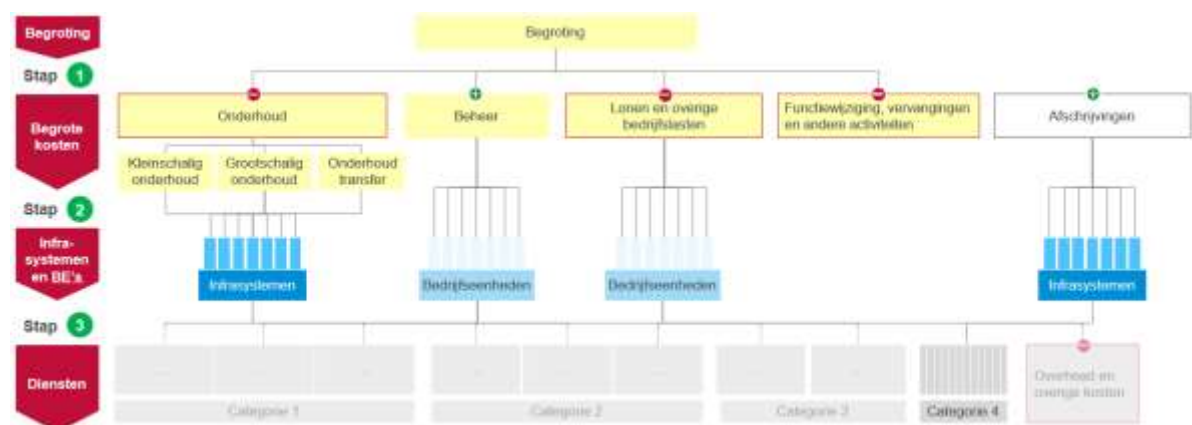 Begroting
Begroting
Stap 1
Begrote
kosten
Onderhoud
Beheer
Lonen en overige
bedrijfslasten
Functiewijziging, vervangingen
en andere activiteiten
Afschrijvingen
Kleinschalig
onderhoud
Grootschalig
onderhoud
Onderhoud
transfer
Stap 2
Infra-
systemen
en BE's
Infrasystemen
Bedrijfseenheden
Bedrijfseenheden
Infrasystemen
Stap 3
Diensten
Overhead en
overige kosten
Categorie 1
Categorie 2
Categorie 3
Categorie 4